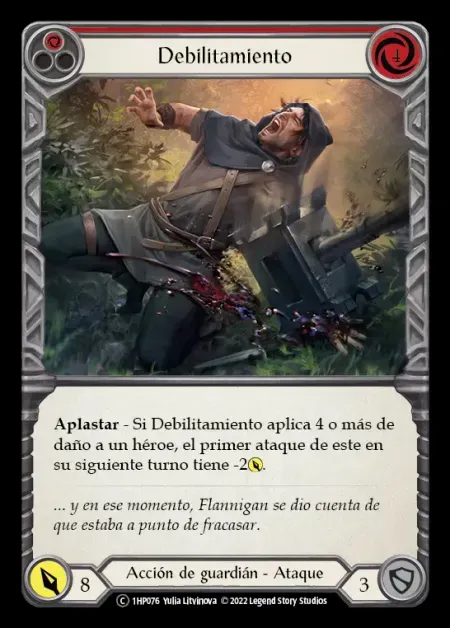 Debilitamiento
Aplastar - Si Debilitamiento aplica 4 o más de
daño a un héroe, el primer ataque de este en
su siguiente turno tiene -2.
... y en ese momento, Flannigan se dio cuenta de
que estaba a punto de fracasar.
8
Acción de guardián - Ataque
3
C 1HP076 Yulia Litvinova © 2022 Legend Story Studios